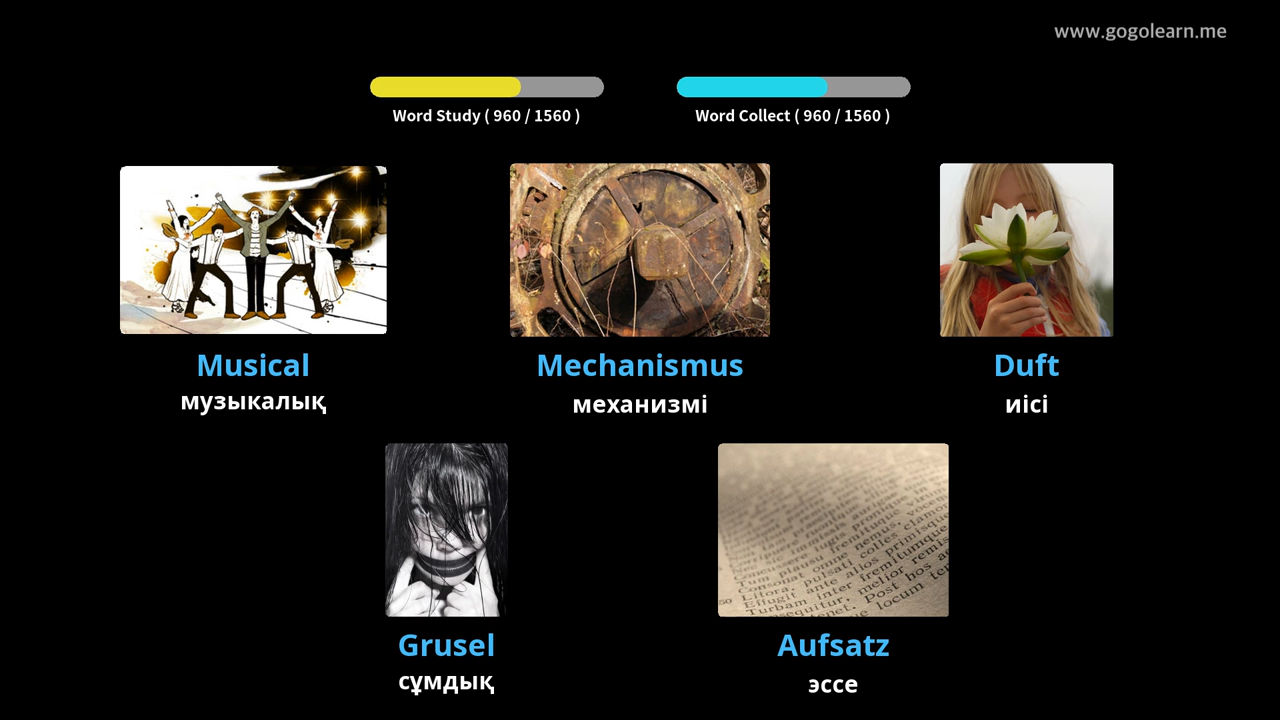 www.gogolearn.me
Word Study ( 960 / 1560 )
Word Collect ( 960 / 1560 )
Musical
музыкалық
Mechanismus
механизмі
Duft
иісі
Grusel
сұмдық
Aufsatz
эссе